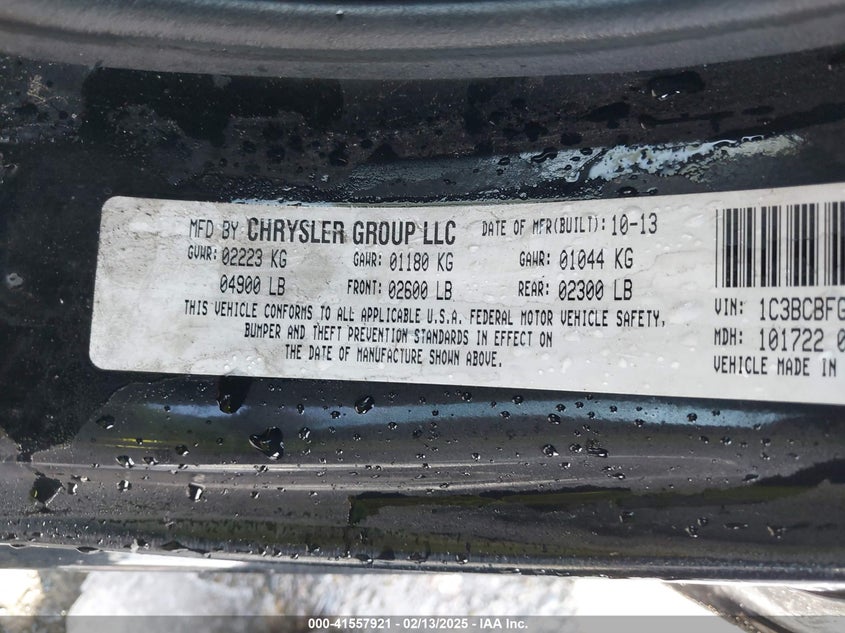 MFD BY CHRYSLER GROUP LLC DATE OF MFR(BUILT): 10-13
GVWR: 02223 KG GAWR: 01180 KG GAWR: 01044 KG
04900 LB FRONT: 02600 LB REAR: 02300 LB
THIS VEHICLE CONFORMS TO ALL APPLICABLE U.S.A. FEDERAL MOTOR VEHICLE SAFETY,
BUMPER AND THEFT PREVENTION STANDARDS IN EFFECT ON
THE DATE OF MANUFACTURE SHOWN ABOVE.
VIN: 1C3BCBFG
MDH: 101722 0
VEHICLE MADE IN
000-41557921 - 02/13/2025 - IAA Inc.